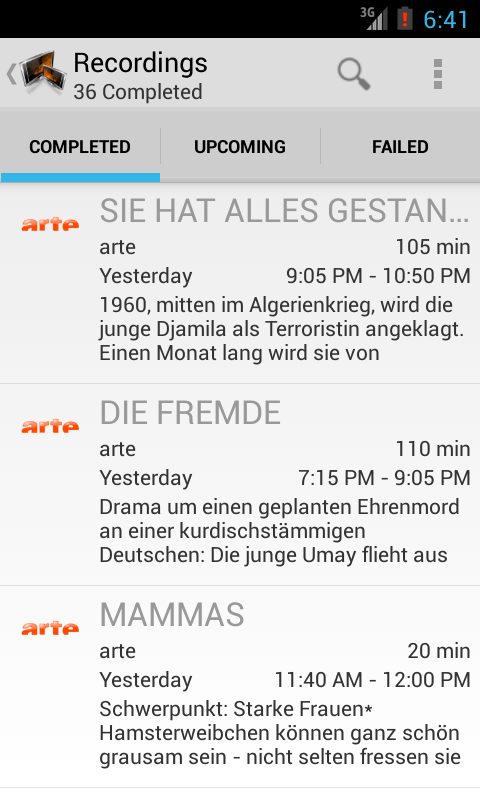 3G 6:41
Recordings
36 Completed
COMPLETED UPCOMING FAILED
arte SIE HAT ALLES GESTAN...
arte 105 min
Yesterday 9:05 PM - 10:50 PM
1960, mitten im Algerienkrieg, wird die
junge Djamila als Terroristin angeklagt.
Einen Monat lang wird sie von
arte DIE FREMDE
arte 110 min
Yesterday 7:15 PM - 9:05 PM
Drama um einen geplanten Ehrenmord
an einer kurdischstämmigen
Deutschen: Die junge Umay flieht aus
arte MAMMAS
arte 20 min
Yesterday 11:40 AM - 12:00 PM
Schwerpunkt: Starke Frauen*
Hamsterweibchen können ganz schön
grausam sein - nicht selten fressen sie